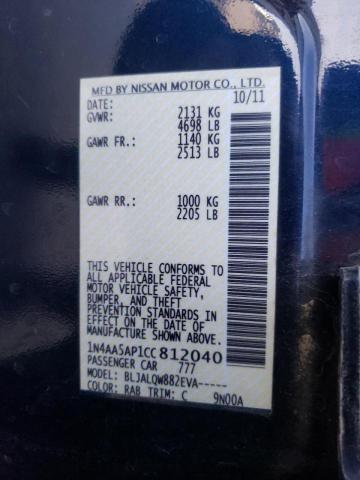 MFD BY NISSAN MOTOR CO., LTD.
DATE: 10/11
GVWR: 2131 KG
4698 LB
GAWR FR.: 1140 KG
2513 LB
GAWR RR.: 1000 KG
2205 LB
THIS VEHICLE CONFORMS TO
ALL APPLICABLE FEDERAL
MOTOR VEHICLE SAFETY,
BUMPER, AND THEFT
PREVENTION STANDARDS IN
EFFECT ON THE DATE OF
MANUFACTURE SHOWN ABOVE.
1N4AA5AP1CC812040
PASSENGER CAR 777
MODEL: BLJALQW882EVA-----
COLOR: RAB TRIM: C 9N00A